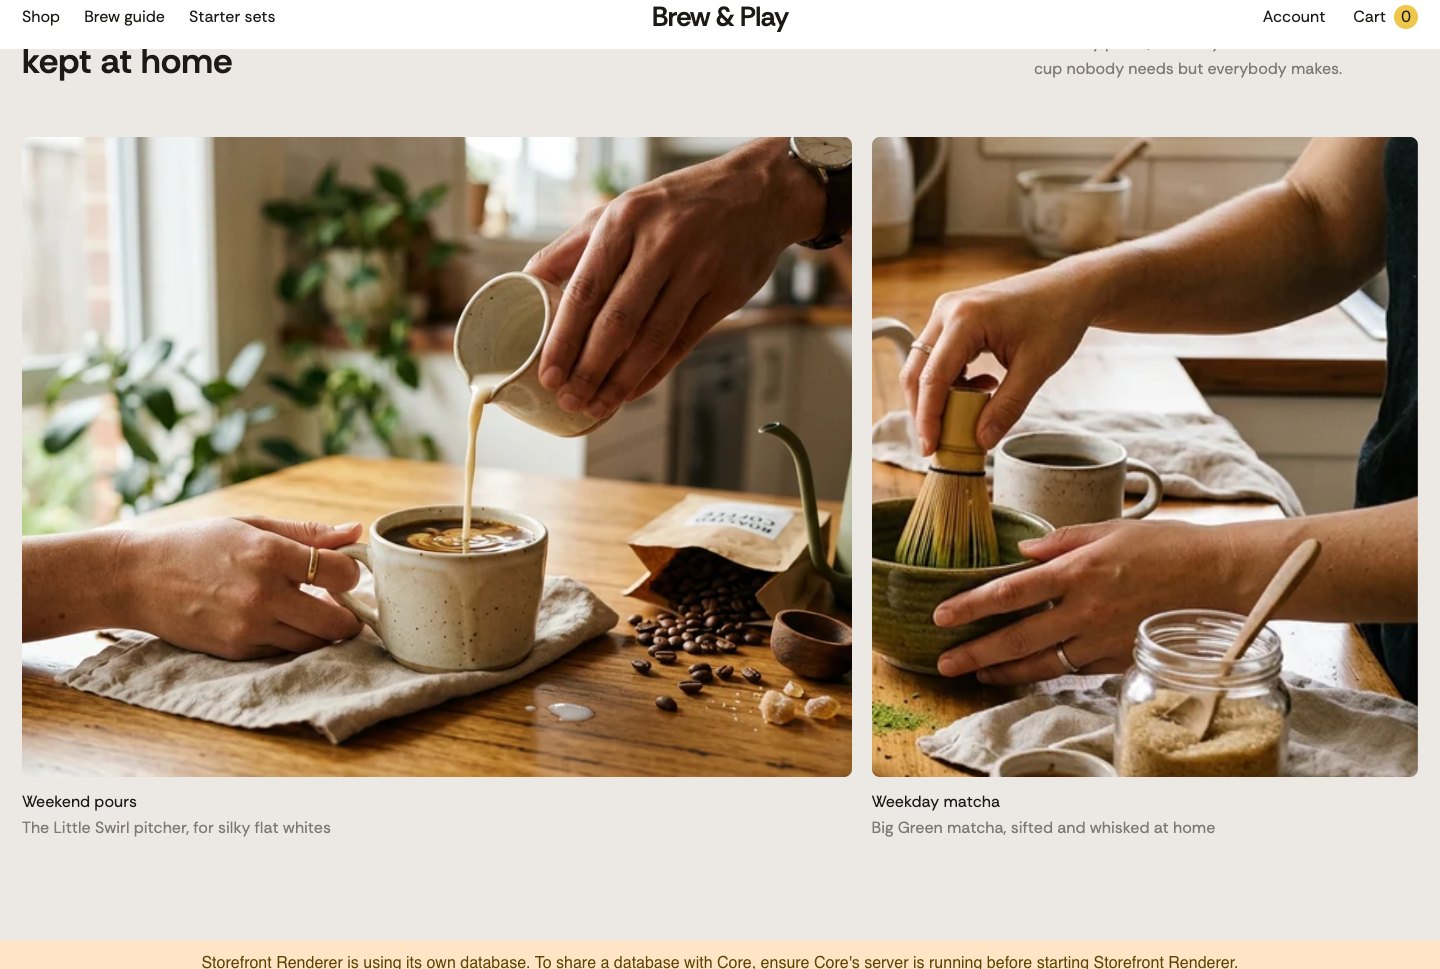 Shop Brew guide Starter sets Brew & Play Account Cart 0
kept at home
cup nobody needs but everybody makes.
ROASTED
COFFEE
Weekend pours
The Little Swirl pitcher, for silky flat whites
Weekday matcha
Big Green matcha, sifted and whisked at home
Storefront Renderer is using its own database. To share a database with Core, ensure Core's server is running before starting Storefront Renderer.